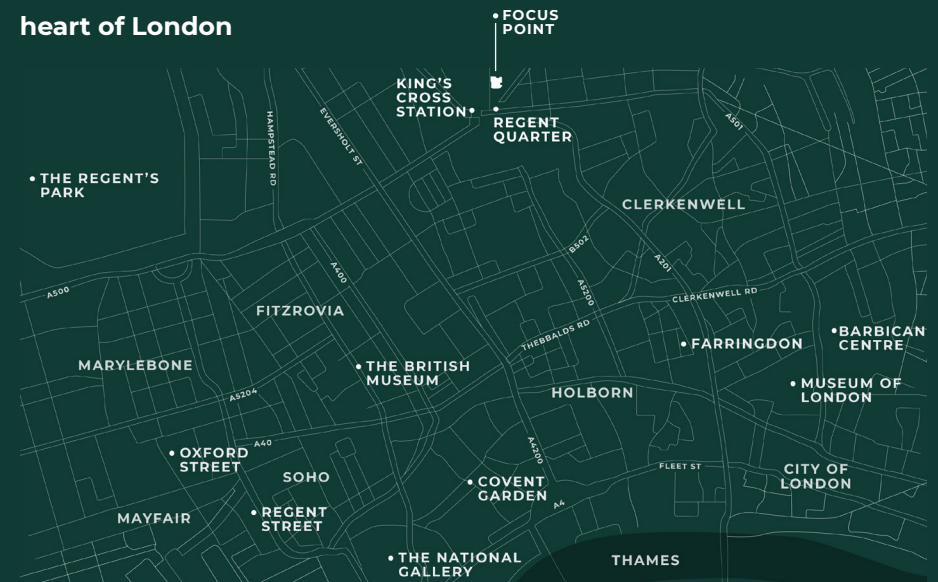 heart of London
FOCUS
POINT
KING'S
CROSS
STATION
REGENT
QUARTER
HAMPSTEAD RD
EVERSHOLT ST
A501
THE REGENT'S
PARK
CLERKENWELL
B502
A201
A500
A400
A5200
CLERKENWELL RD
FITZROVIA
THEBBALDS RD
BARBICAN
CENTRE
FARRINGDON
MARYLEBONE
THE BRITISH
MUSEUM
MUSEUM OF
LONDON
A5204
HOLBORN
A40
OXFORD
STREET
A4200
FLEET ST
SOHO
CITY OF
LONDON
COVENT
GARDEN
A4
MAYFAIR
REGENT
STREET
THE NATIONAL
GALLERY
THAMES